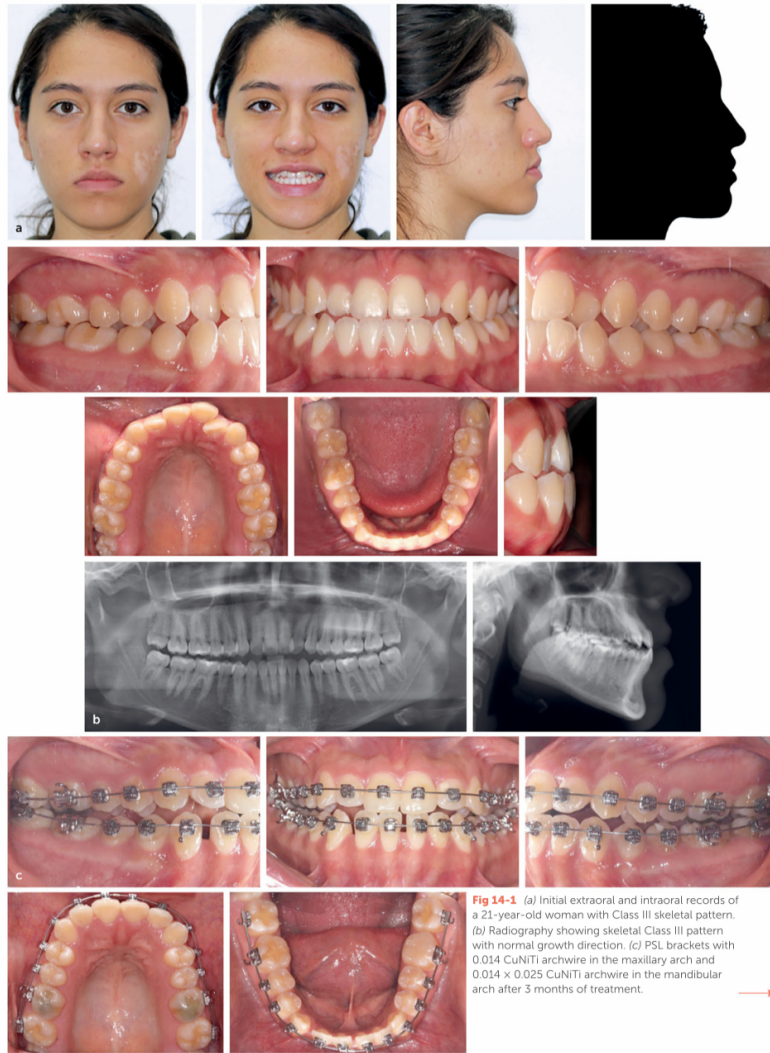 a
b
c
Fig 14-1 (a) Initial extraoral and intraoral records of
a 21-year-old woman with Class III skeletal pattern.
(b) Radiography showing skeletal Class III pattern
with normal growth direction. (c) PSL brackets with
0.014 CuNiTi archwire in the maxillary arch and
0.014 × 0.025 CuNiTi archwire in the mandibular
arch after 3 months of treatment.